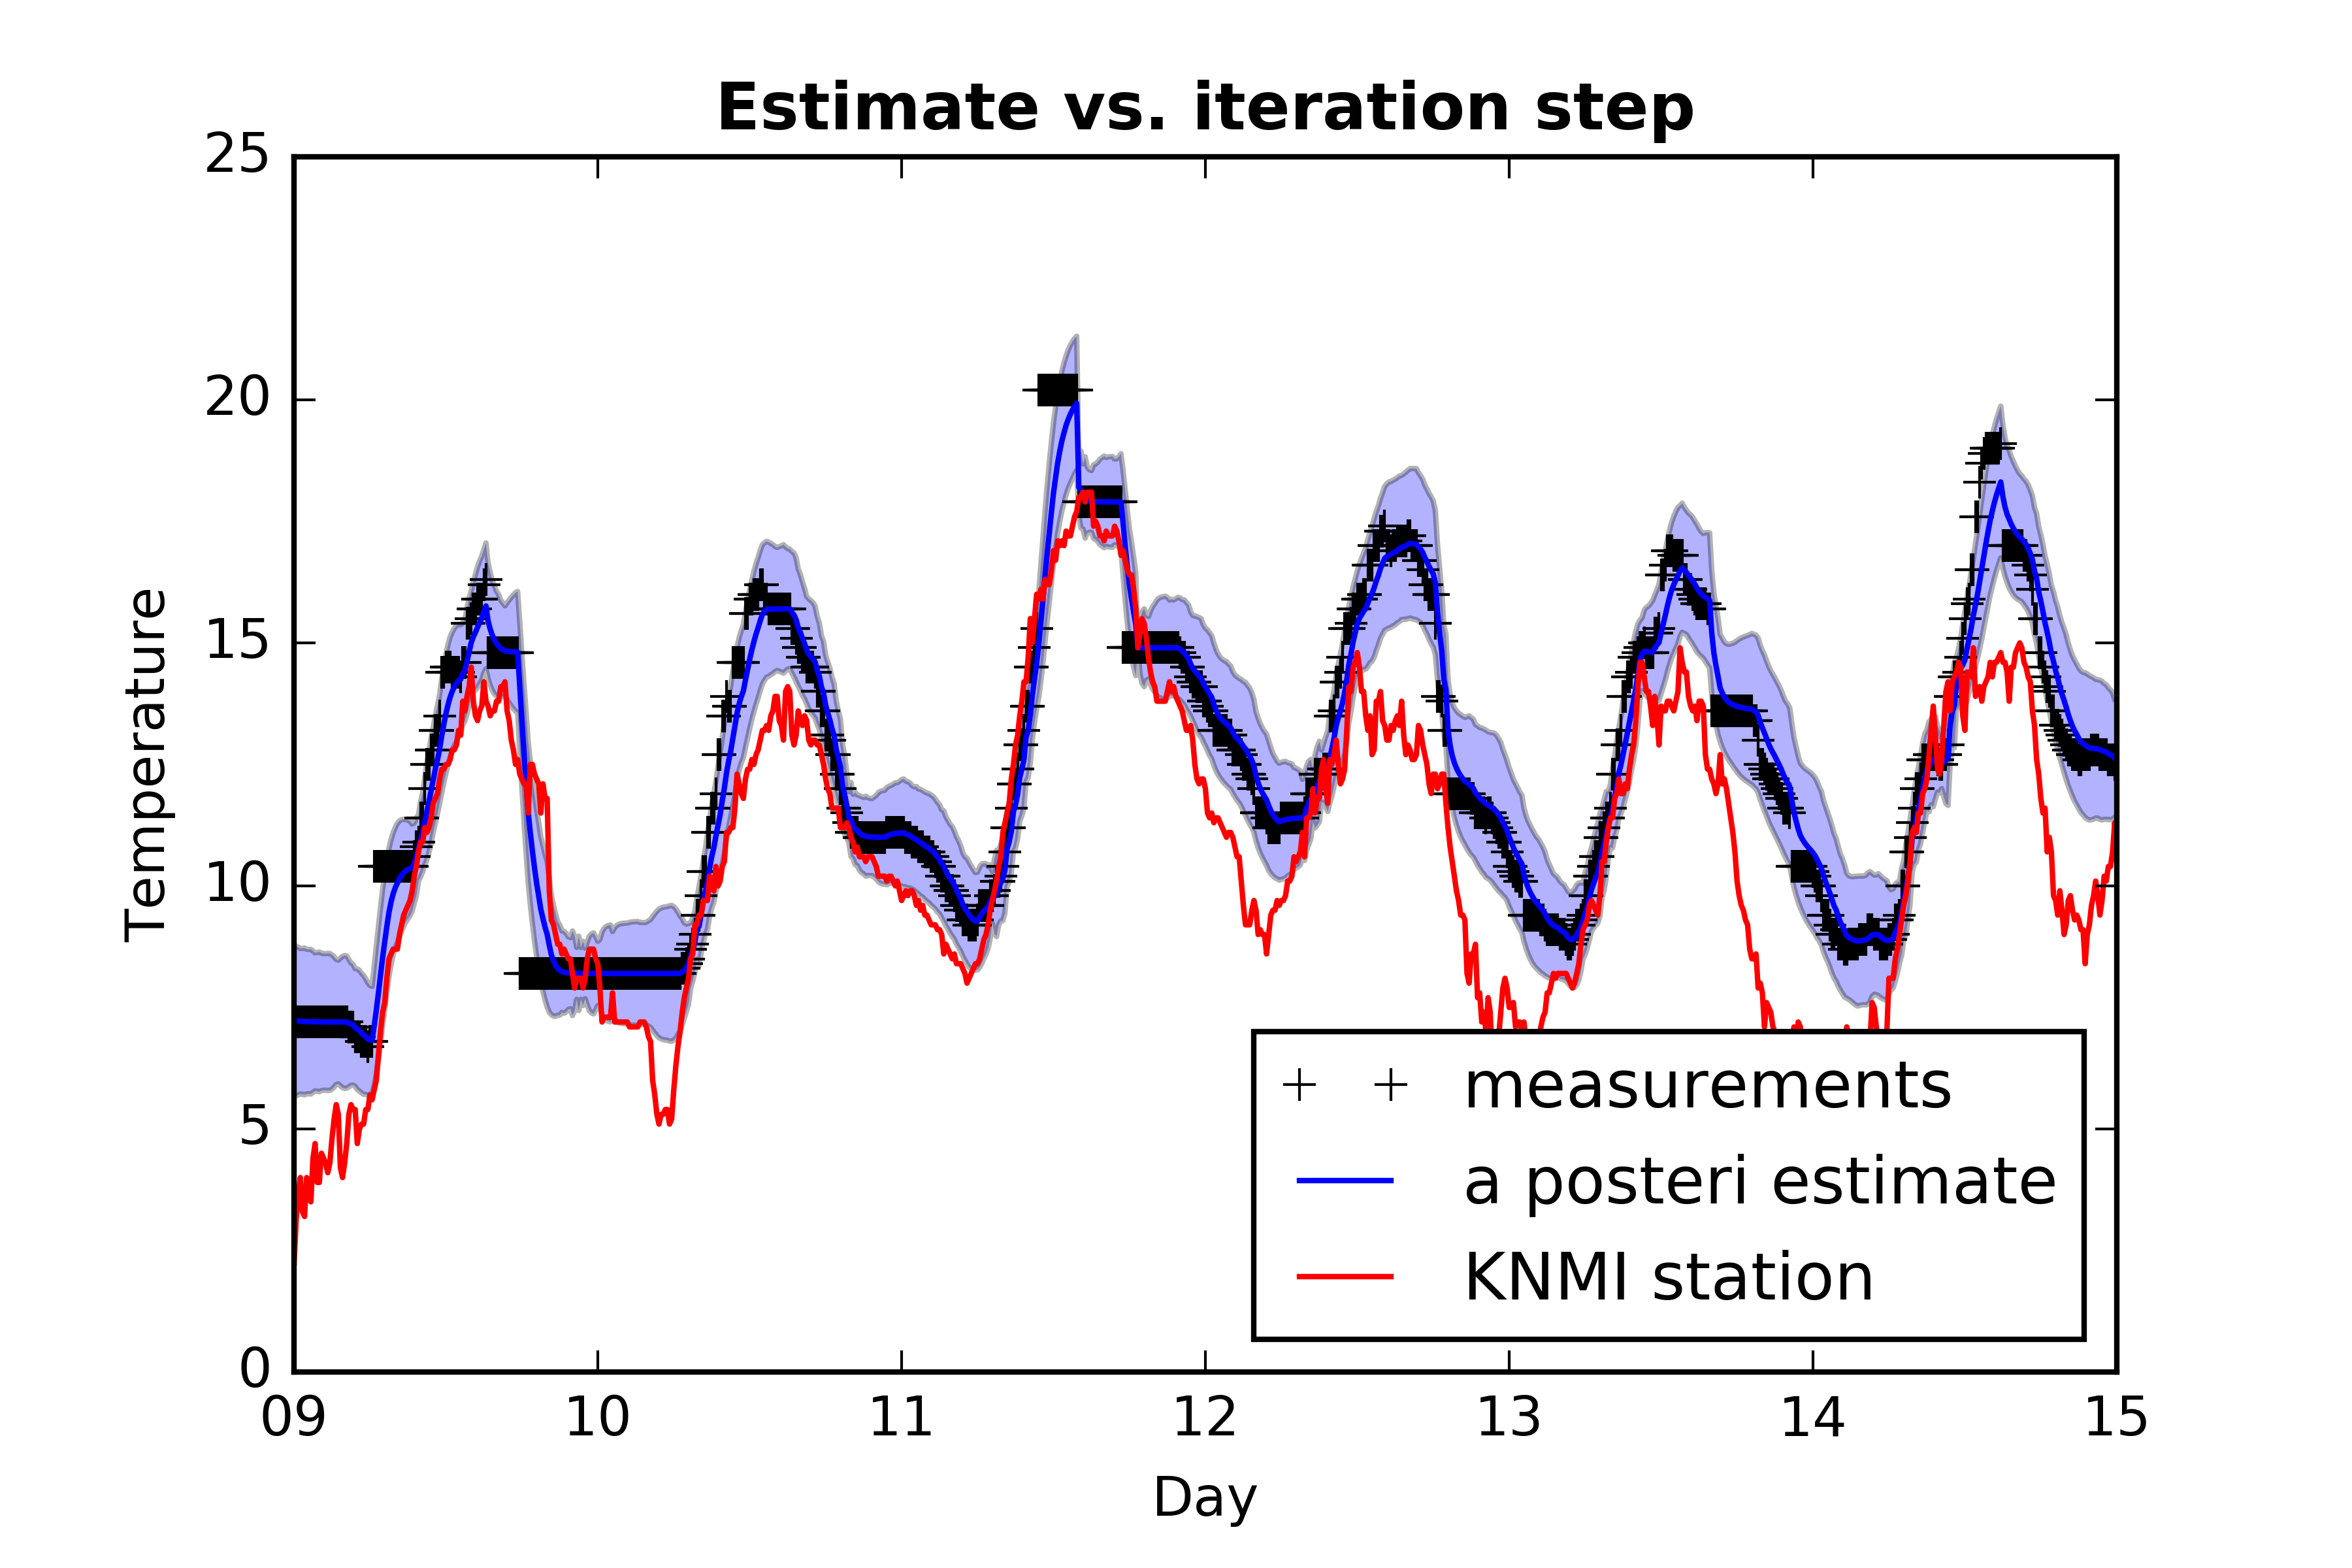 Estimate vs. iteration step
25
20
15
10
5
0
Temperature
09 10 11 12 13 14 15
Day
measurements
a posteri estimate
KNMI station